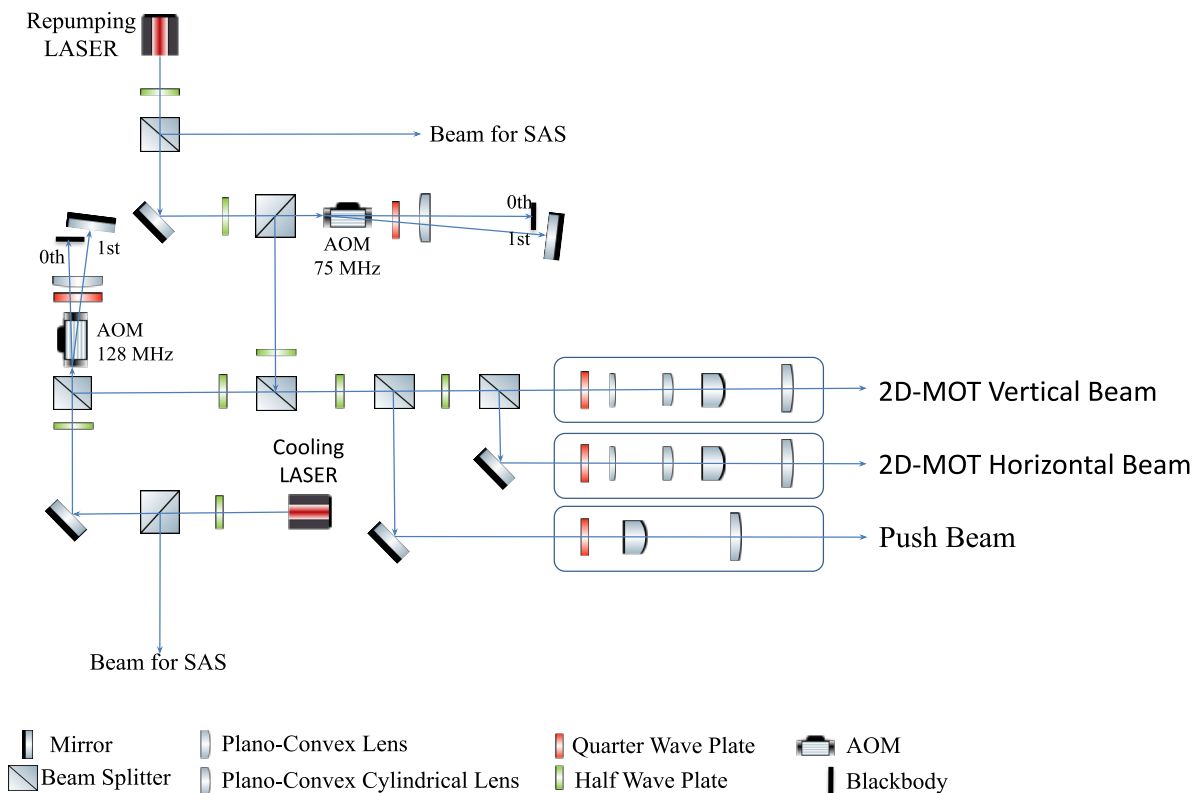 Repumping
LASER
Beam for SAS
0th
1st
AOM
75 MHz
0th
1st
AOM
128 MHz
2D-MOT Vertical Beam
Cooling
LASER
2D-MOT Horizontal Beam
Push Beam
Beam for SAS
Mirror
Plano-Convex Lens
Quarter Wave Plate
AOM
Beam Splitter
Plano-Convex Cylindrical Lens
Half Wave Plate
Blackbody